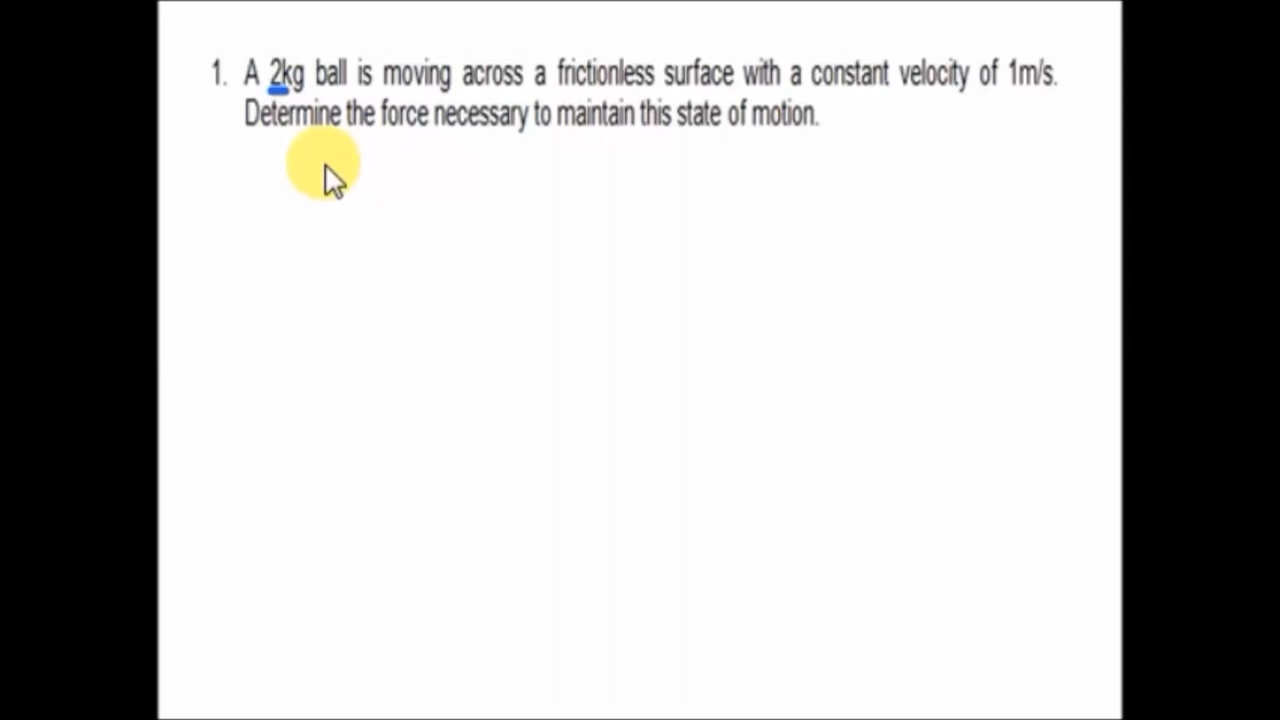 1. A 2kg ball is moving across a frictionless surface with a constant velocity of 1m/s.
Determine the force necessary to maintain this state of motion.